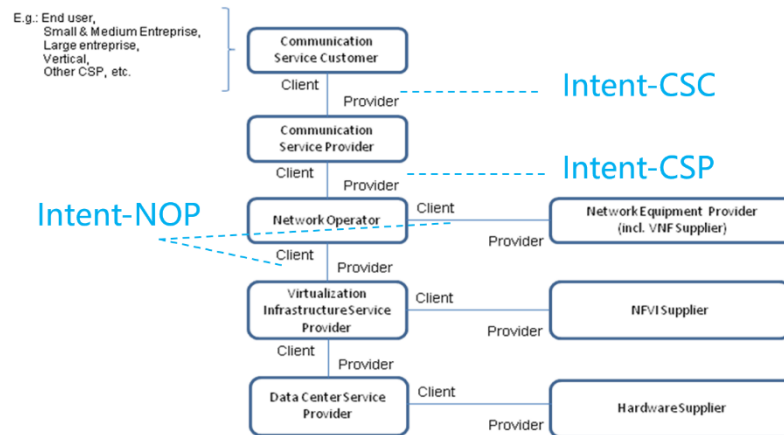 E.g.: End user,
Small & Medium Entreprise,
Large entreprise,
Vertical,
Other CSP, etc.
Communication
Service Customer
Client
Provider
Intent-CSC
Communication
Service Provider
Client
Provider
Intent-CSP
Intent-NOP
Network Operator
Client
Provider
Network Equipment Provider
(incl. VNF Supplier)
Client
Provider
Virtualization
Infrastructure Service
Provider
Client
Provider
NFVI Supplier
Client
Provider
Data Center Service
Provider
Client
Provider
Hardware Supplier